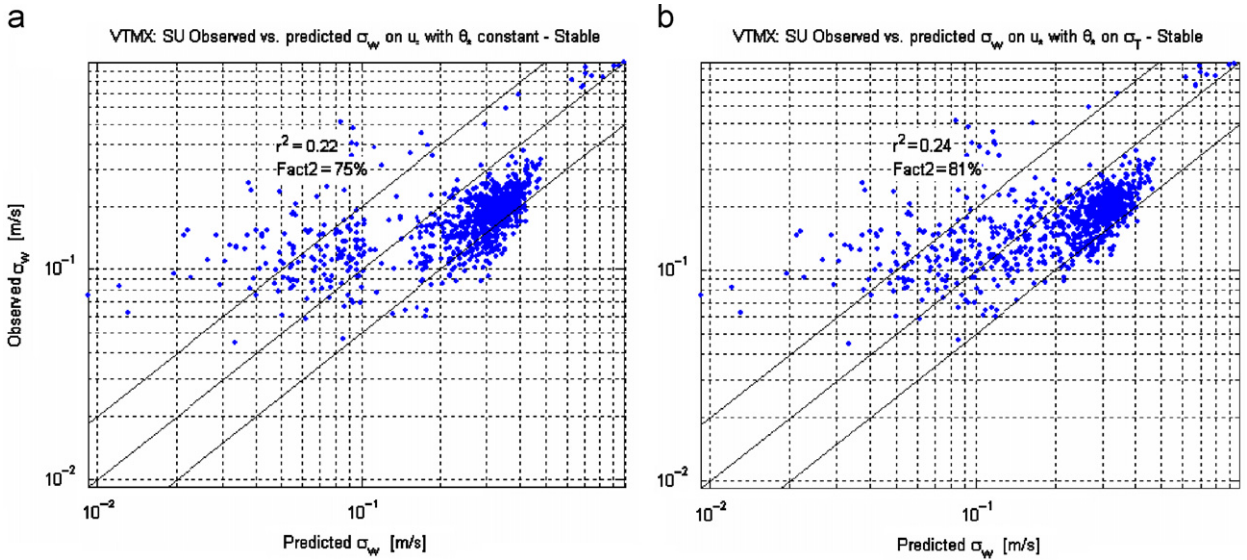 a
VTMX: SU Observed vs. predicted σw on u* with θ* constant - Stable
r² = 0.22
Fact2 = 75%
Observed σw [m/s]
10⁻¹
10⁻²
10⁻²
10⁻¹
10⁰
Predicted σw [m/s]
b
VTMX: SU Observed vs. predicted σw on u* with θ* on σT - Stable
r² = 0.24
Fact2 = 81%
10⁻¹
10⁻²
10⁻²
10⁻¹
10⁰
Predicted σw [m/s]